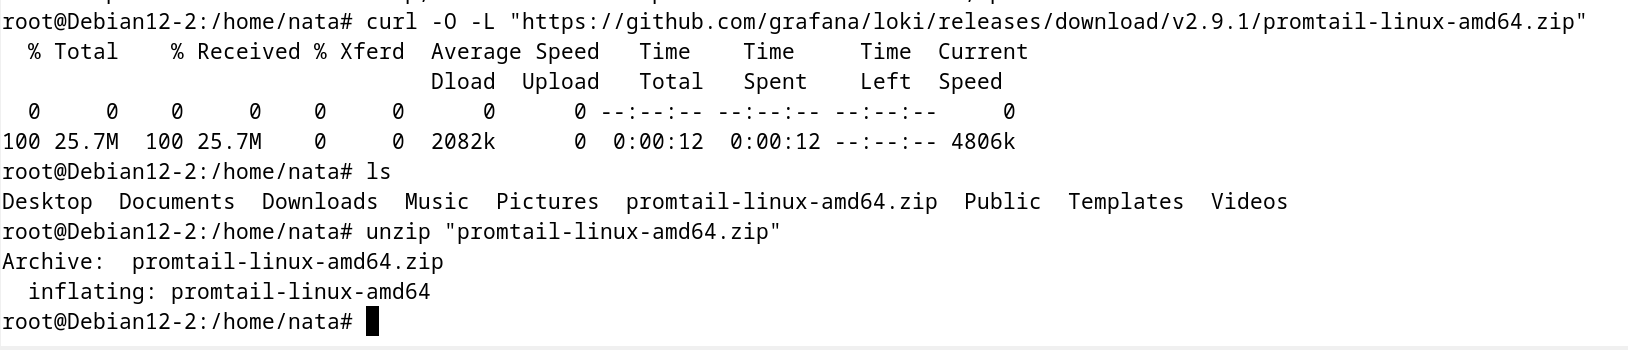 root@Debian12-2:/home/nata# curl -O -L "https://github.com/grafana/loki/releases/download/v2.9.1/promtail-linux-amd64.zip"
  % Total    % Received % Xferd  Average Speed   Time    Time     Time  Current
                                 Dload  Upload   Total   Spent    Left  Speed
  0     0    0     0    0     0      0      0 --:--:-- --:--:-- --:--:--     0
100 25.7M  100 25.7M    0     0  2082k      0  0:00:12  0:00:12 --:--:-- 4806k
root@Debian12-2:/home/nata# ls
Desktop  Documents  Downloads  Music  Pictures  promtail-linux-amd64.zip  Public  Templates  Videos
root@Debian12-2:/home/nata# unzip "promtail-linux-amd64.zip"
Archive:  promtail-linux-amd64.zip
  inflating: promtail-linux-amd64
root@Debian12-2:/home/nata#